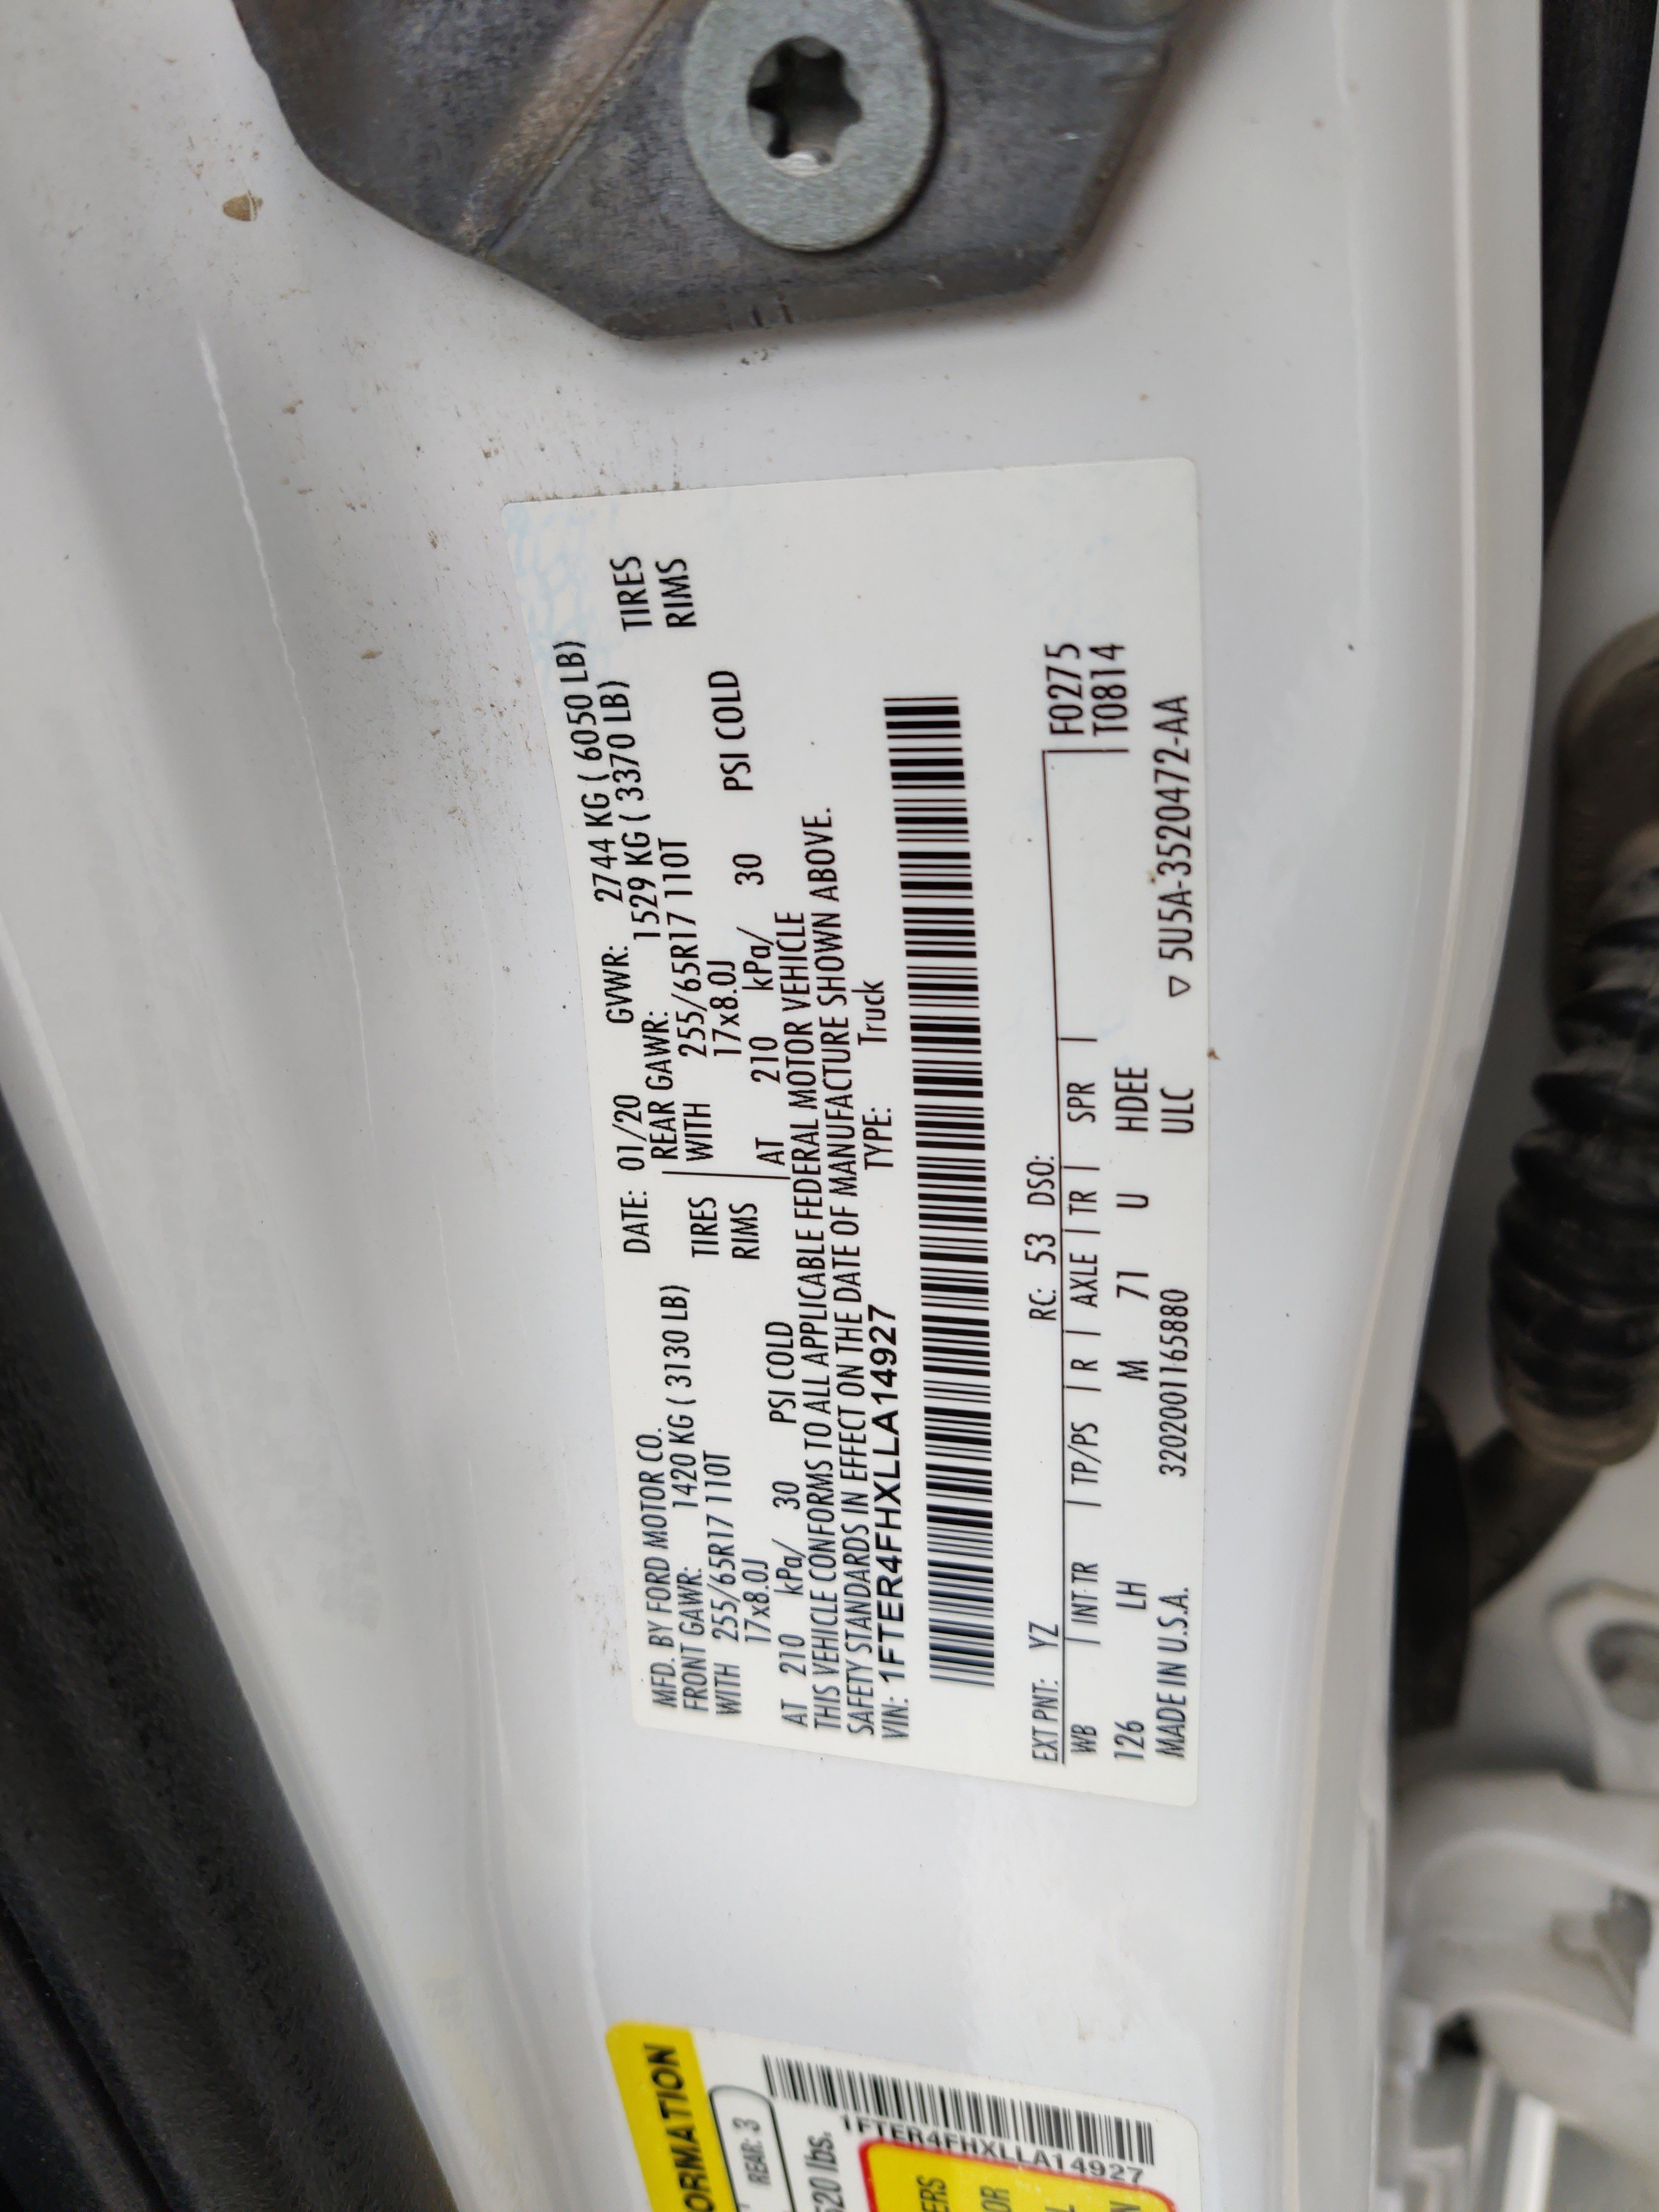 MFD. BY FORD MOTOR CO. DATE: 01/20 GVWR: 2744 KG ( 6050 LB)
FRONT GAWR: 1420 KG ( 3130 LB) REAR GAWR: 1529 KG ( 3370 LB)
WITH 255/65R17 110T TIRES WITH 255/65R17 110T TIRES
17x8.0J RIMS 17x8.0J RIMS
AT 210 kPa/ 30 PSI COLD AT 210 kPa/ 30 PSI COLD
THIS VEHICLE CONFORMS TO ALL APPLICABLE FEDERAL MOTOR VEHICLE
SAFETY STANDARDS IN EFFECT ON THE DATE OF MANUFACTURE SHOWN ABOVE.
VIN: 1FTER4FHXLLA14927 TYPE: Truck
EXT PNT: YZ RC: 53 DSO: F0275
WB INT TR TP/PS R AXLE TR SPR T0814
126 LH M 71 U HDEE
MADE IN U.S.A. 3202001165880 ULC ▽ 5U5A-3520472-AA
ORMATION
REAR: 3
520 lbs.
1FTER4FHXLLA14927
ERS
OR
L
N